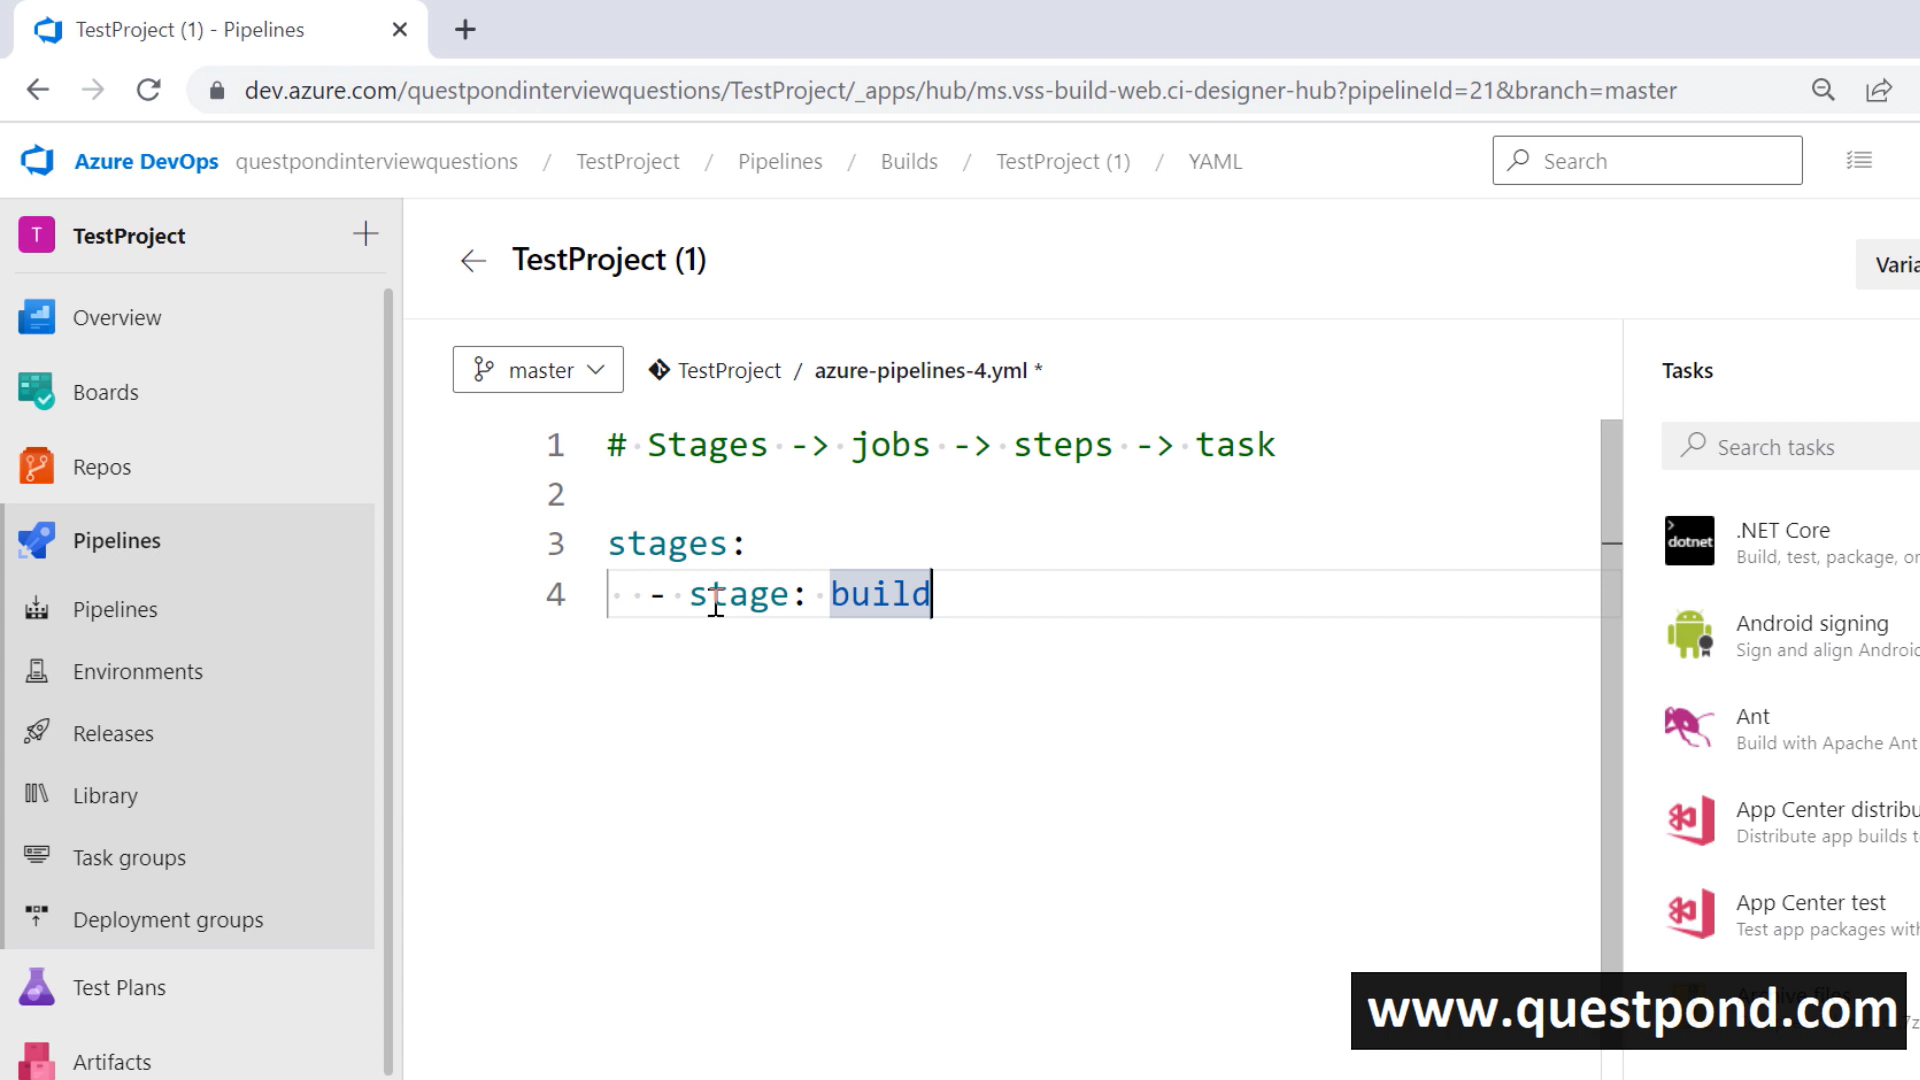 TestProject (1) - Pipelines
dev.azure.com/questpondinterviewquestions/TestProject/_apps/hub/ms.vss-build-web.ci-designer-hub?pipelineId=21&branch=master
Azure DevOps questpondinterviewquestions / TestProject / Pipelines / Builds / TestProject (1) / YAML
Search
T TestProject
TestProject (1)
Varia
Overview
Boards
Repos
Pipelines
Pipelines
Environments
Releases
Library
Task groups
Deployment groups
Test Plans
Artifacts
master
TestProject / azure-pipelines-4.yml *
1 # Stages -> jobs -> steps -> task
2
3 stages:
4 - stage: build
Tasks
Search tasks
dotnet
.NET Core
Build, test, package, or
Android signing
Sign and align Android
Ant
Build with Apache Ant
App Center distribu
Distribute app builds t
App Center test
Test app packages with
www.questpond.com